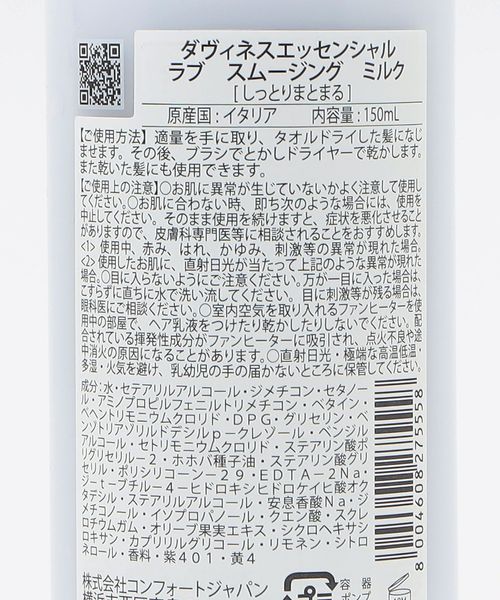 ダヴィネスエッセンシャル
ラブ　スムージング　ミルク
[しっとりまとまる]
原産国：イタリア　　内容量：150mL
【ご使用方法】適量を手に取り、タオルドライした髪になじ
ませます。その後、ブラシでとかしドライヤーで乾かします。
また乾いた髪にも使用できます。
【ご使用上の注意】○お肌に異常が生じていないかよく注意して使用し
てください。○お肌に合わない時、即ち次のような場合には、使用を
中止してください。そのまま使用を続けますと、症状を悪化させること
がありますので、皮膚科専門医等に相談されることをおすすめします。
<1> 使用中、赤み、はれ、かゆみ、刺激等の異常が現れた場合。
<2> 使用したお肌に、直射日光が当たって上記のような異常が現れた
場合。○目に入らないようにご注意ください。万が一目に入った場合は、
こすらずに直ちに水で洗い流してください。目に刺激等が残る場合は、
眼科医にご相談ください。○室内空気を取り入れるファンヒーターを使
用中の部屋で、ヘア乳液をつけたり乾かしたりしないでください。配
合されている揮発性成分がファンヒーターに吸引され、点火不良や途
中消火の原因になることがあります。○直射日光・極端な高温低温・
多湿・火気を避け、乳幼児の手の届かないところに保管してください。
成分：水・セテアリルアルコール・ジメチコン・セタノー
ル・アミノプロピルフェニルトリメチコン・ベタイン・
ベヘントリモニウムクロリド・DPG・グリセリン・ベ
ンゾトリアゾリルドデシルp－クレゾール・ベンジル
アルコール・セトリモニウムクロリド・ステアリン酸ポ
リグリセリル－2・ホホバ種子油・ステアリン酸グリ
セリル・ポリシリコーン－29・EDTA－2Na・
ジ－t－ブチル4－ヒドロキシヒドロケイヒ酸オク
タデシル・ステアリルアルコール・安息香酸Na・ジ
メチコノール・イソプロパノール・クエン酸・スクレ
ロチウムガム・オリーブ果実エキス・シクロヘキサシ
ロキサン・カプリリルグリコール・リモネン・シトロ
ネロール・香料・紫401・黄4
8 004608 275558
株式会社コンフォートジャパン
容器
ポンプ